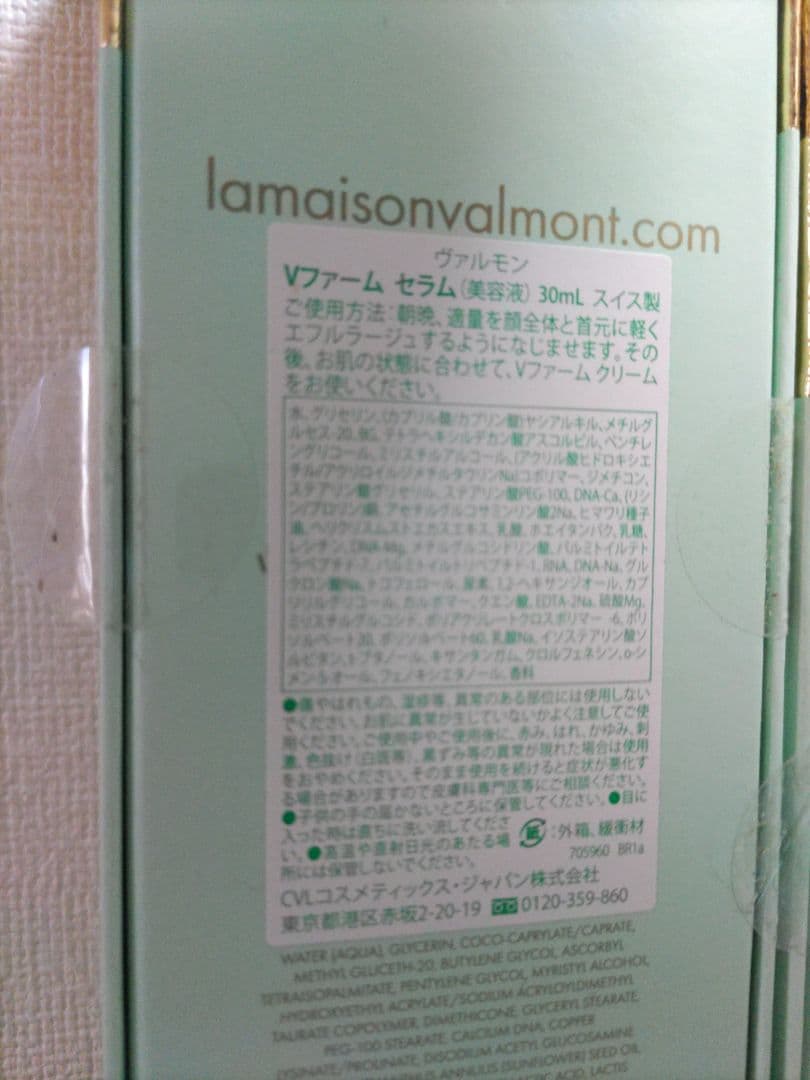 lamaisonvalmont.com
ヴァルモン
Vファーム セラム(美容液) 30mL スイス製
ご使用方法:朝晩、適量を顔全体と首元に軽く
エフルラージュするようになじませます。その
後、お肌の状態に合わせて、Vファーム クリーム
をお使いください。
水、グリセリン、(カプリル酸/カプリン酸)ヤシアルキル、メチルグ
ルセス-20、BG、テトラヘキシルデカン酸アスコルビル、ペンチレ
ングリコール、ミリスチルアルコール、(アクリル酸ヒドロキシエ
チル/アクリロイルジメチルタウリンNa)コポリマー、ジメチコン、
ステアリン酸グリセリル、ステアリン酸PEG-100、DNA-Ca、(リシ
ン/プロリン)銅、アセチルグルコサミンリン酸2Na、ヒマワリ種子
油、ヘリクリスムストエカスエキス、乳酸、ホエイタンパク、乳糖、
レシチン、DNA-Mg、メチルグルコシドリン酸、パルミトイルテト
ラペプチド-7、パルミトイルトリペプチド-1、RNA、DNA-Na、グル
クロン酸Na、トコフェロール、尿素、1,2-ヘキサンジオール、カプ
リリルグリコール、カルボマー、クエン酸、EDTA-2Na、硫酸Mg、
ミリスチルグルコシド、ポリアクリレートクロスポリマー -6、ポリ
ソルベート20、ポリソルベート60、乳酸Na、イソステアリン酸ソ
ルビタン、t-ブタノール、キサンタンガム、クロルフェネシン、o-シ
メン-5-オール、フェノキシエタノール、香料
●傷やはれもの、湿疹等、異常のある部位には使用しない
でください。お肌に異常が生じていないかよく注意してご使
用ください。ご使用中やご使用後に、赤み、はれ、かゆみ、刺
激、色抜け(白斑等)、黒ずみ等の異常が現れた場合は使用
をおやめください。そのまま使用を続けると症状が悪化す
る場合がありますので皮膚科専門医等にご相談ください。
●子供の手の届かないところに保管してください。●目に
入った時は直ちに洗い流してくださ
い。●高温や直射日光のあたる場
所には保管しないでください。
紙:外箱、緩衝材
705960 BR1a
CVLコスメティックス・ジャパン株式会社
東京都港区赤坂2-20-19 0120-359-860
WATER (AQUA), GLYCERIN, COCO-CAPRYLATE/CAPRATE,
METHYL GLUCETH-20, BUTYLENE GLYCOL, ASCORBYL
TETRAISOPALMITATE, PENTYLENE GLYCOL, MYRISTYL ALCOHOL,
HYDROXYETHYL ACRYLATE/SODIUM ACRYLOYLDIMETHYL
TAURATE COPOLYMER, DIMETHICONE, GLYCERYL STEARATE,
PEG-100 STEARATE, CALCIUM DNA, COPPER
LYSINATE/PROLINATE, DISODIUM ACETYL GLUCOSAMINE
ANNUUS (SUNFLOWER) SEED OIL,
ACID, LACTIS